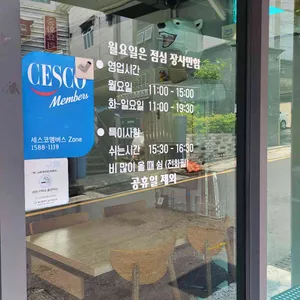 CESCO
Members
세스코멤버스 Zone
1588-1119
월요일은 점심 장사만함
영업시간
월요일 11:00 - 15:00
화-일요일 11:00 - 19:30
특이사항
쉬는시간 15:30 - 16:30
비 많이 올 때 쉼 (전화필)
공휴일 제외